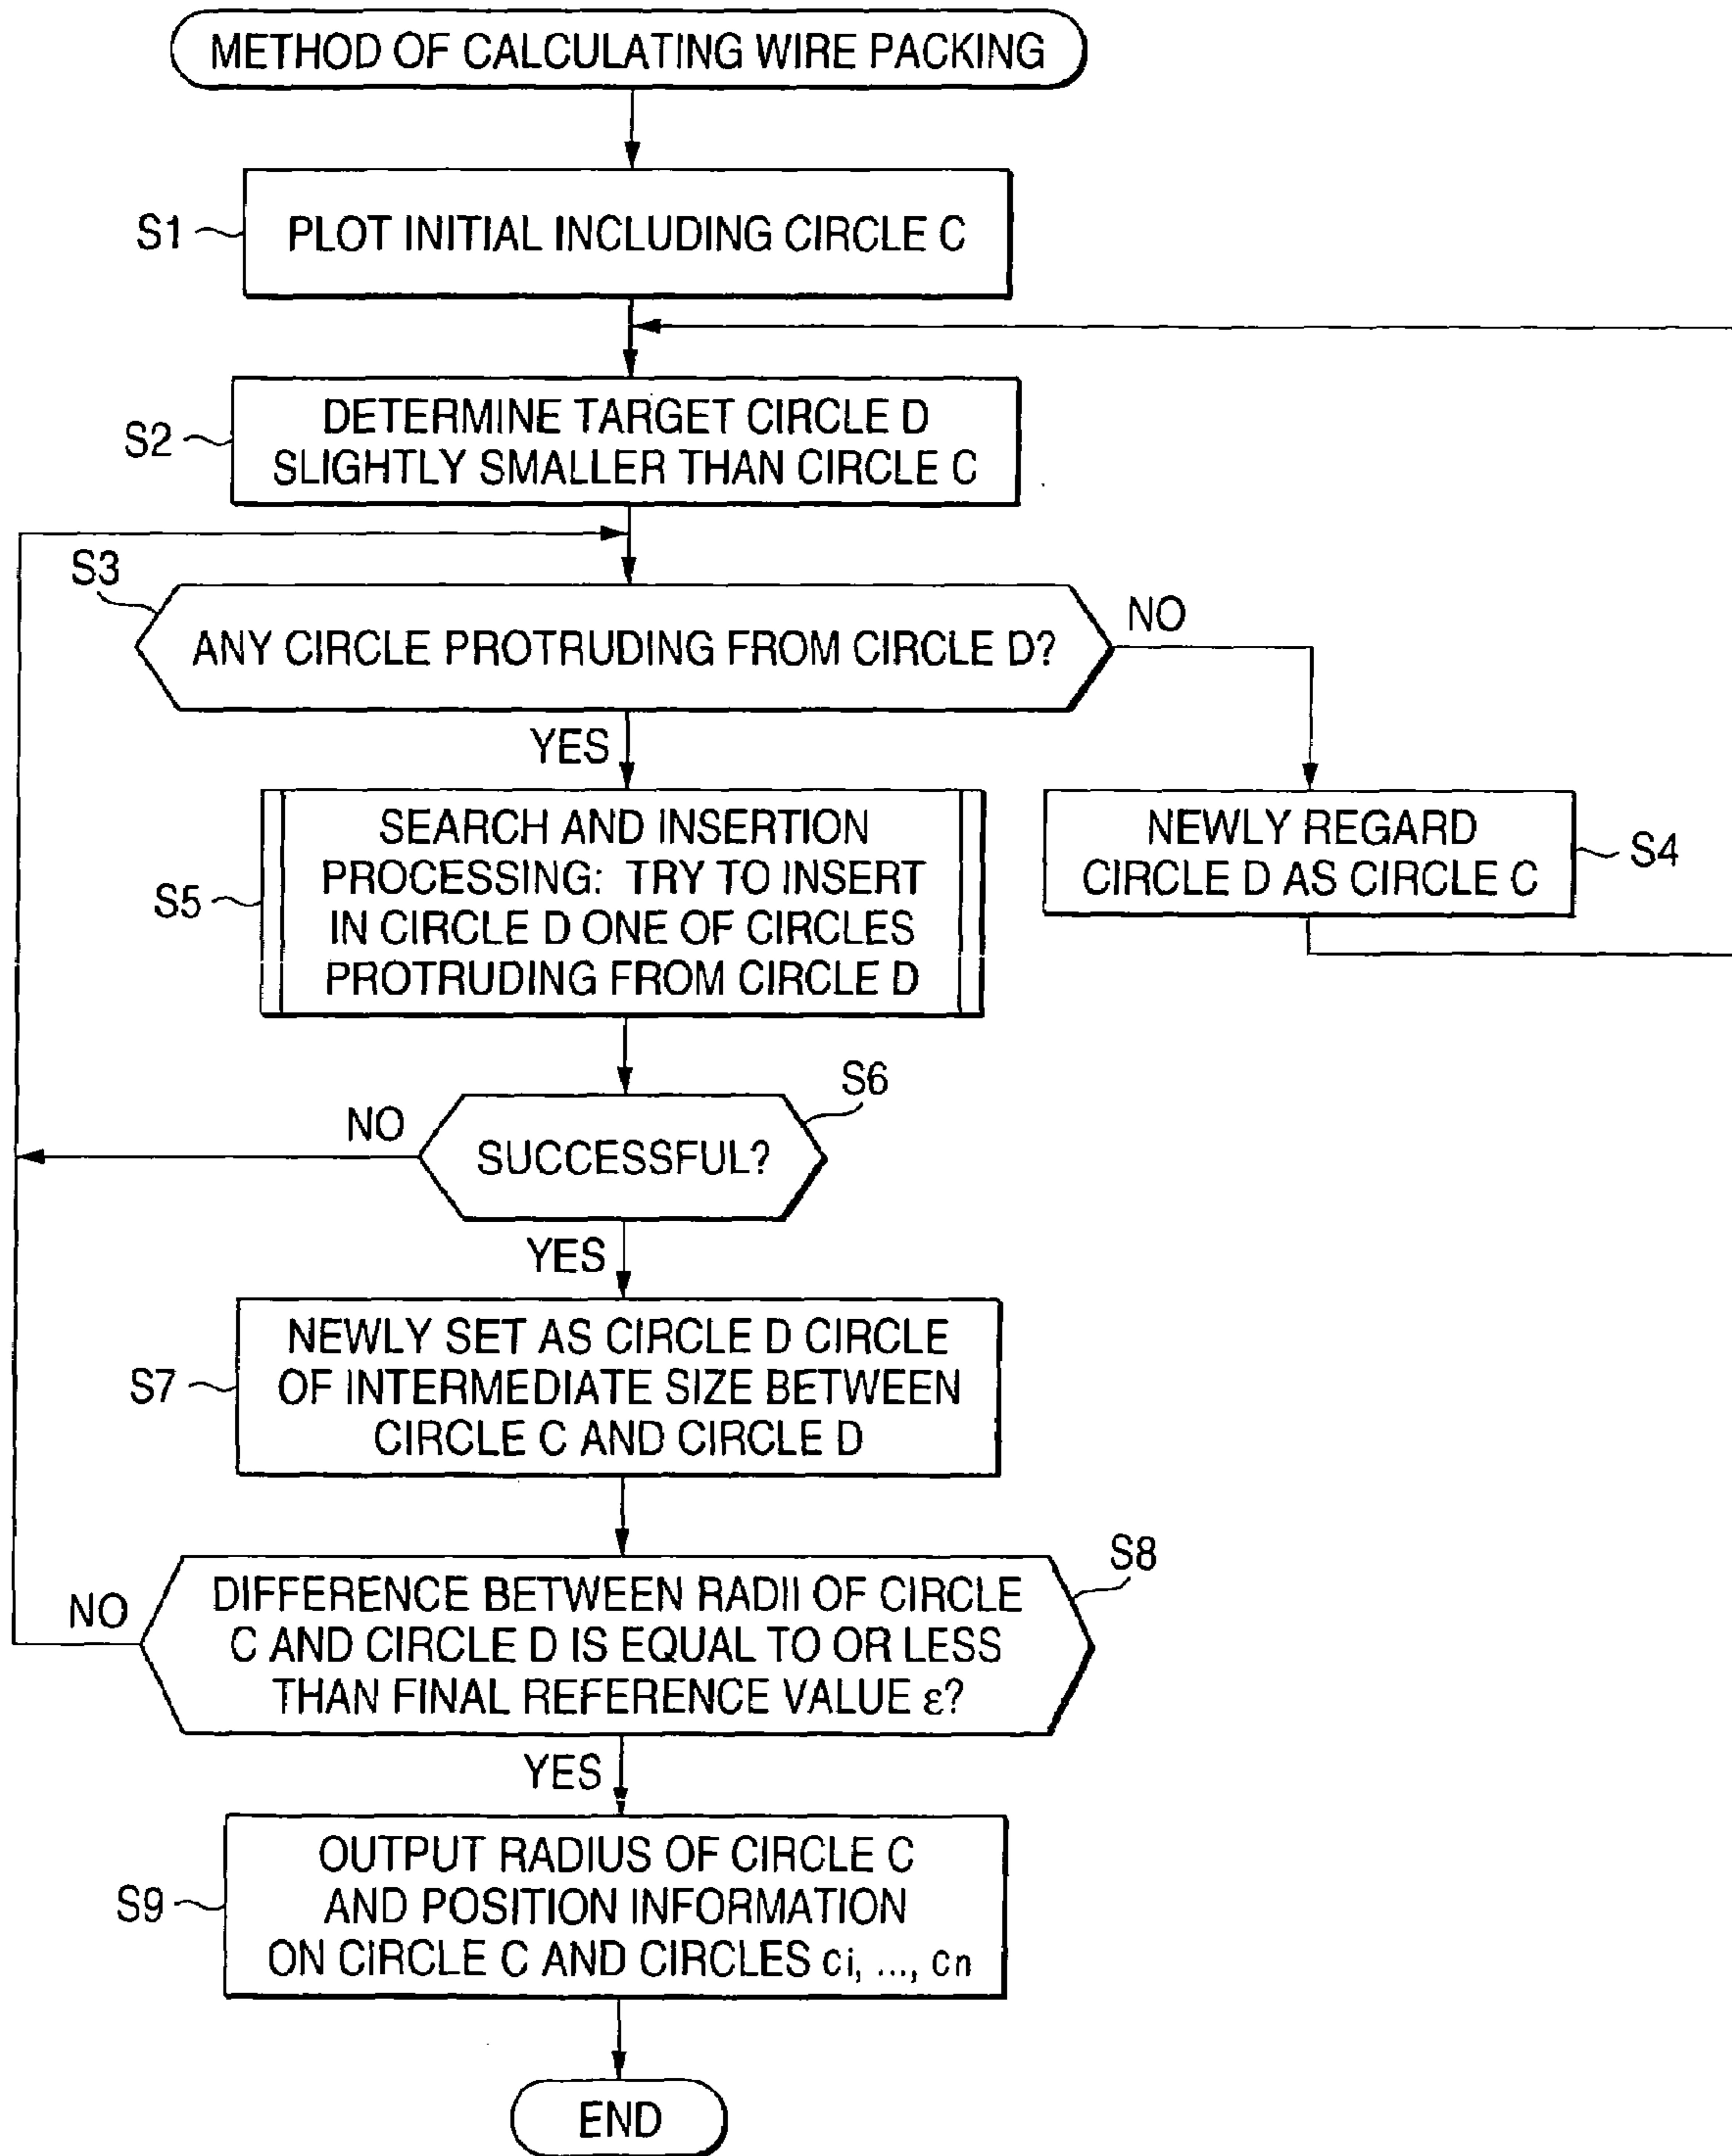 METHOD OF CALCULATING WIRE PACKING
S1
PLOT INITIAL INCLUDING CIRCLE C
S2
DETERMINE TARGET CIRCLE D
SLIGHTLY SMALLER THAN CIRCLE C
S3
ANY CIRCLE PROTRUDING FROM CIRCLE D?
NO
YES
S4
NEWLY REGARD
CIRCLE D AS CIRCLE C
S5
SEARCH AND INSERTION
PROCESSING: TRY TO INSERT
IN CIRCLE D ONE OF CIRCLES
PROTRUDING FROM CIRCLE D
S6
SUCCESSFUL?
NO
YES
S7
NEWLY SET AS CIRCLE D CIRCLE
OF INTERMEDIATE SIZE BETWEEN
CIRCLE C AND CIRCLE D
S8
DIFFERENCE BETWEEN RADII OF CIRCLE
C AND CIRCLE D IS EQUAL TO OR LESS
THAN FINAL REFERENCE VALUE ε?
NO
YES
S9
OUTPUT RADIUS OF CIRCLE C
AND POSITION INFORMATION
ON CIRCLE C AND CIRCLES ci, ..., cn
END